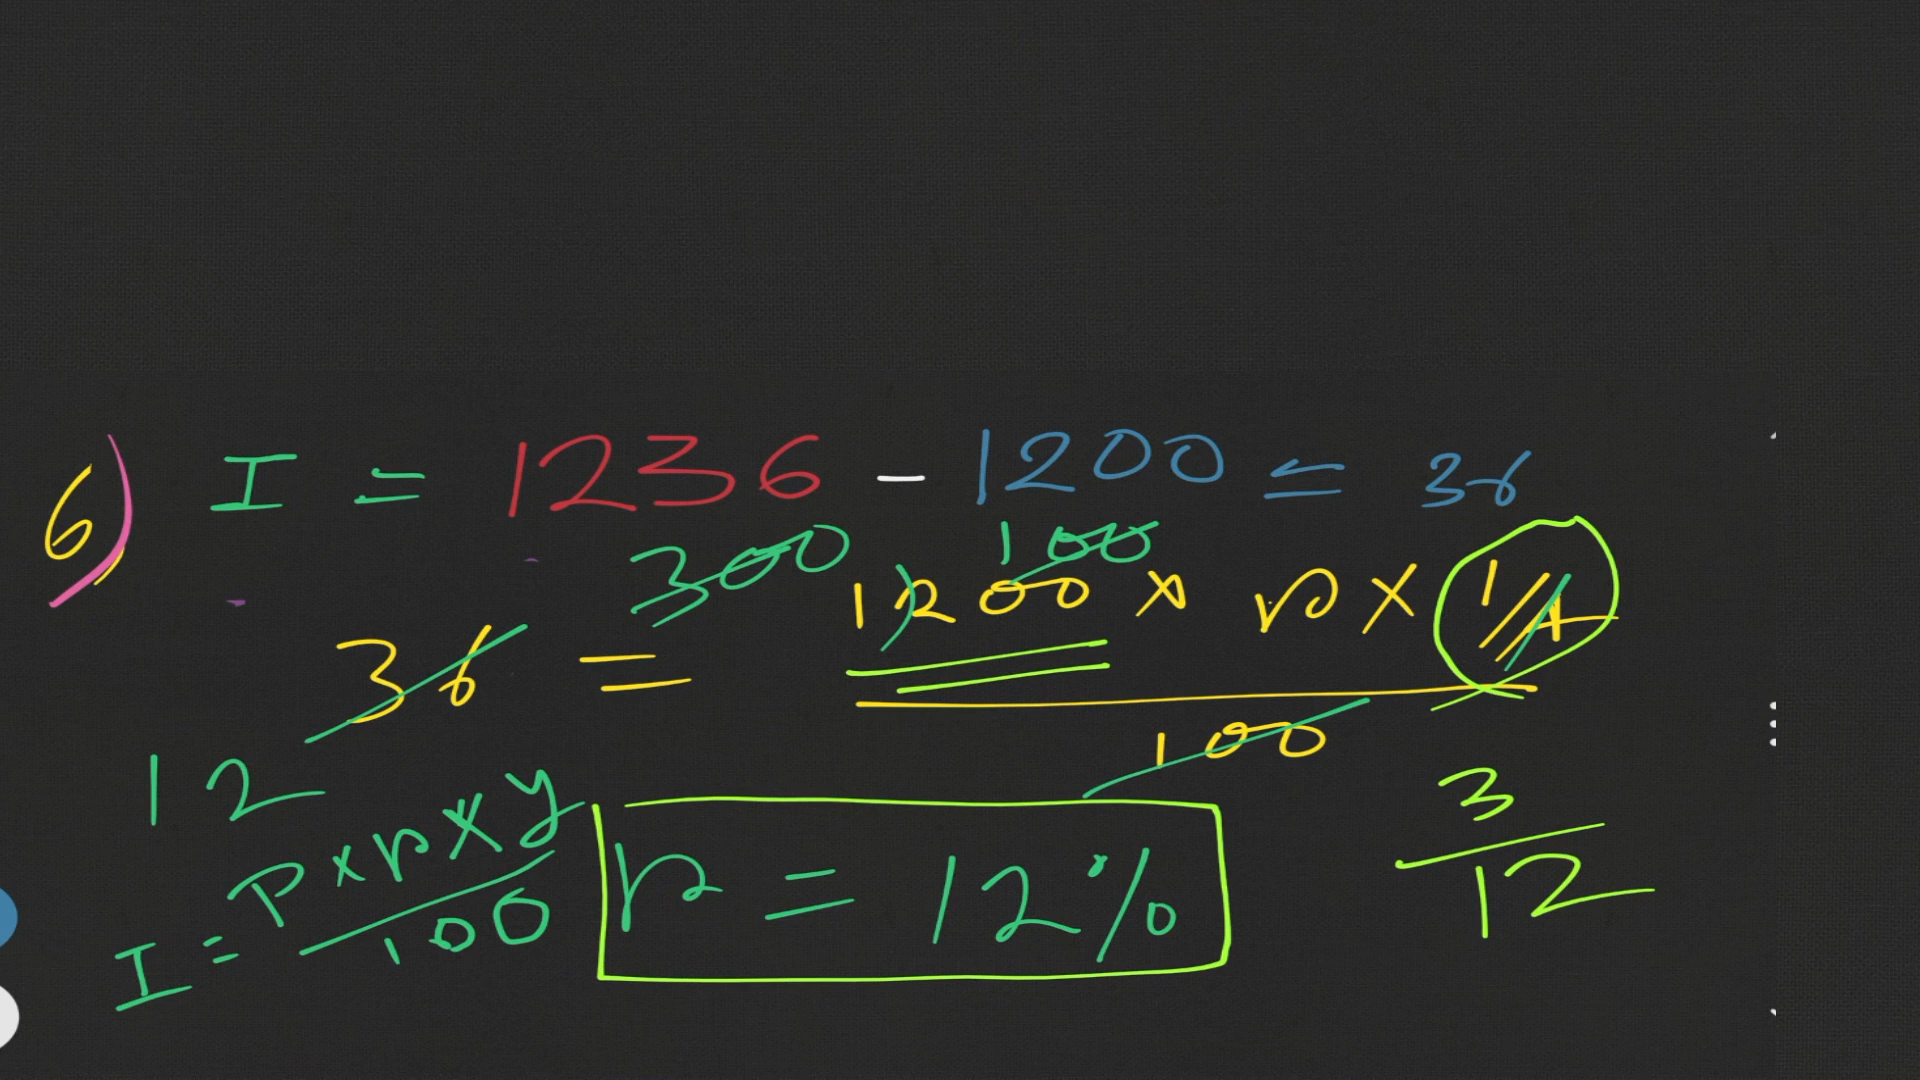 6) I = 1236 - 1200 = 36
300 100
36 = 1200 x r x 1/4
100
12
I = P x r x y
100
r = 12%
3
12